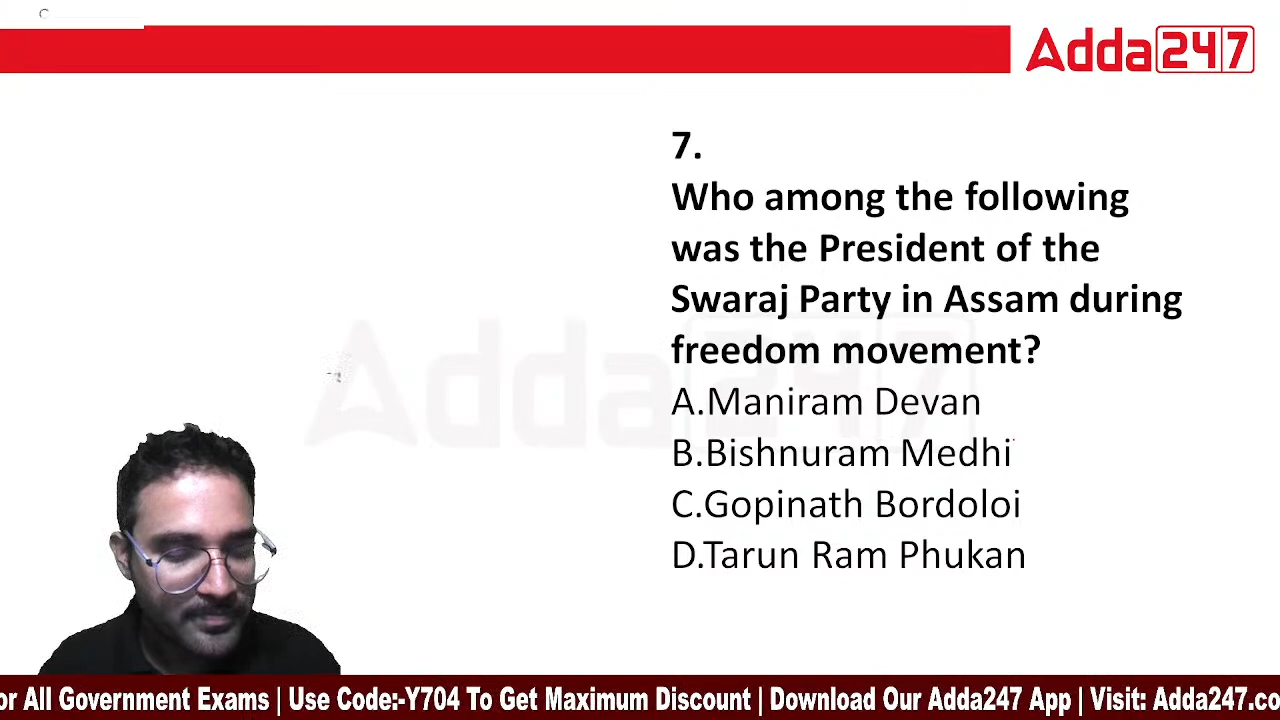 Adda247
7.
Who among the following
was the President of the
Swaraj Party in Assam during
freedom movement?
A.Maniram Devan
B.Bishnuram Medhi
C.Gopinath Bordoloi
D.Tarun Ram Phukan
Adda247
or All Government Exams | Use Code:-Y704 To Get Maximum Discount | Download Our Adda247 App | Visit: Adda247.co